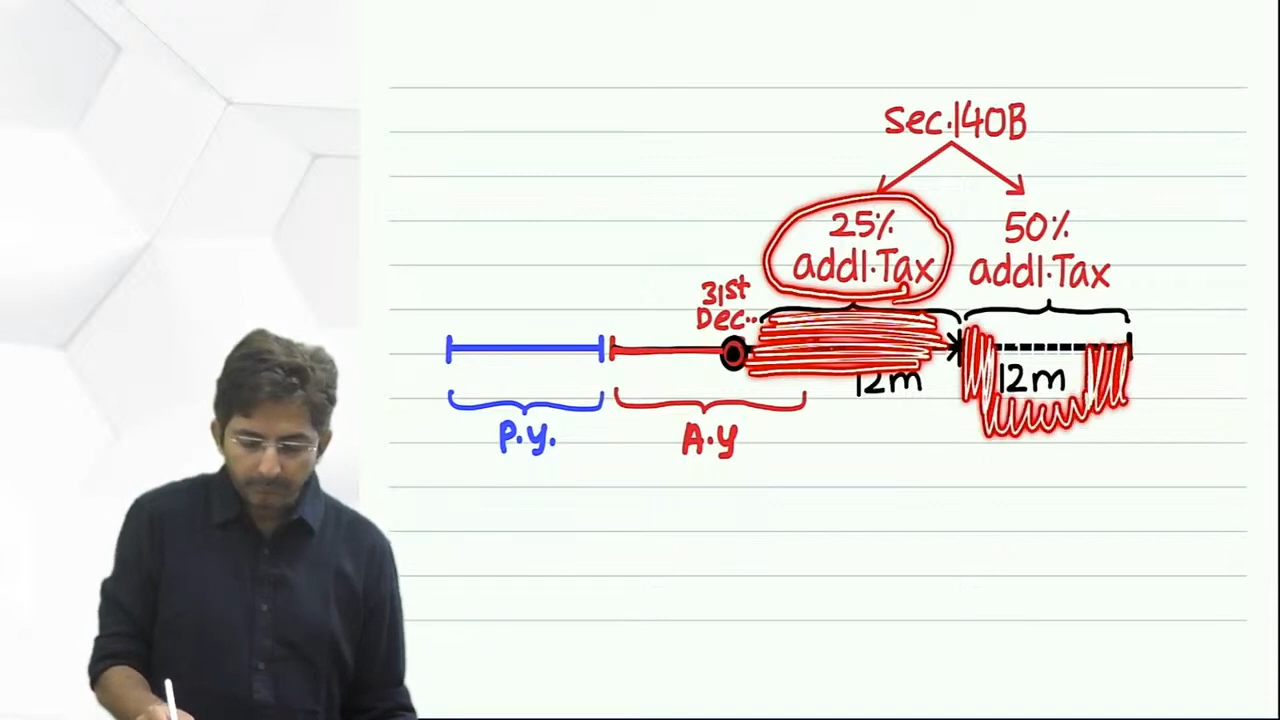 Sec.140B
25% addl.Tax
50% addl.Tax
31st Dec..
12m
12m
P.Y.
A.Y